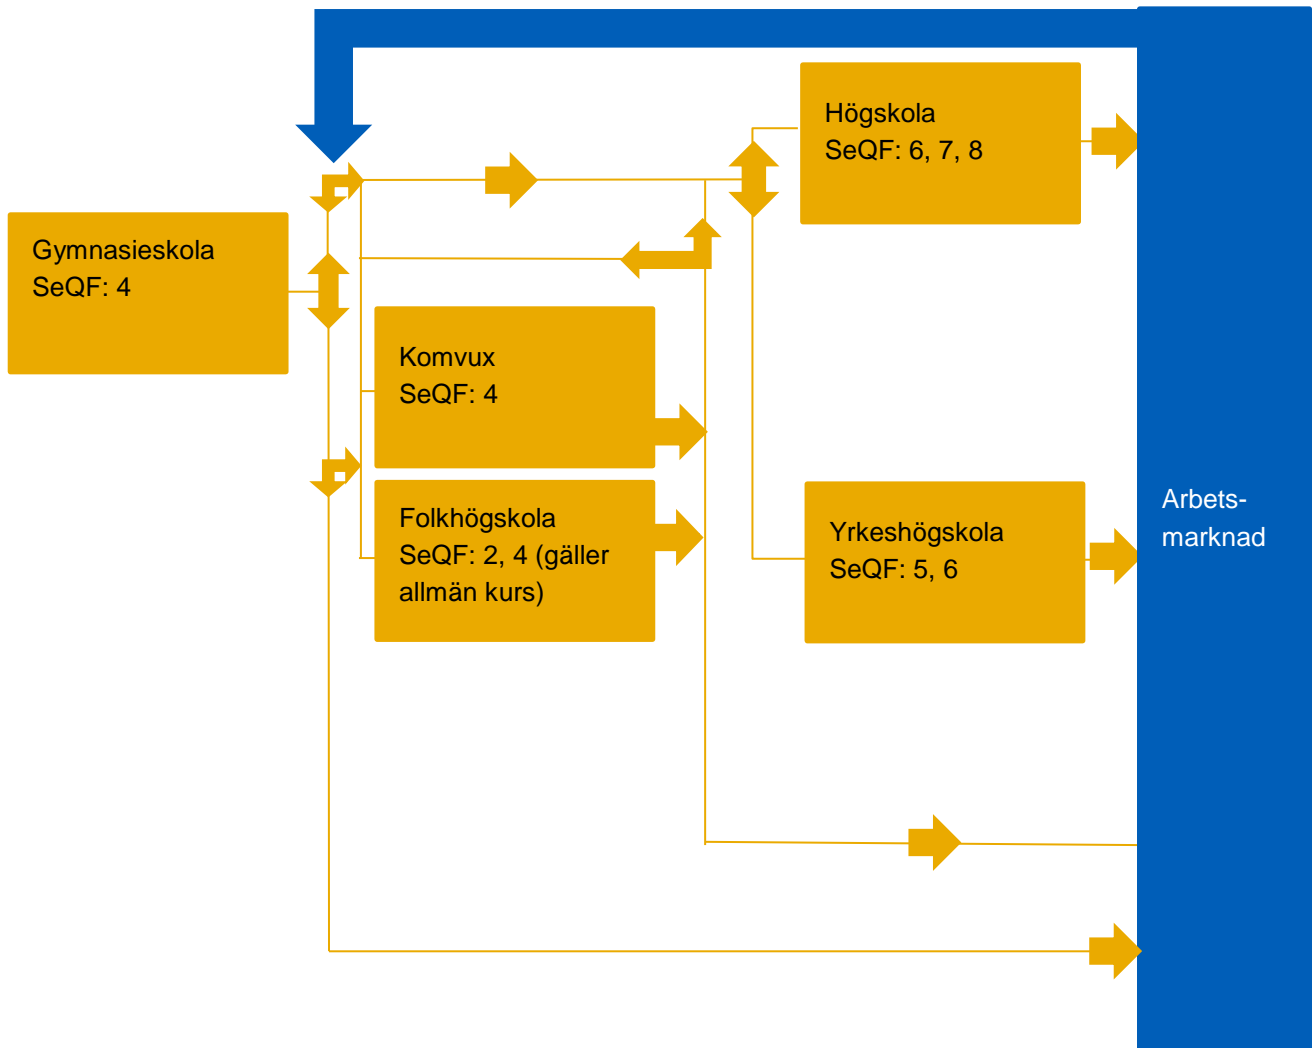 Högskola
SeQF: 6, 7, 8
Gymnasieskola
SeQF: 4
Komvux
SeQF: 4
Folkhögskola
SeQF: 2, 4 (gäller
allmän kurs)
Yrkeshögskola
SeQF: 5, 6
Arbets-
marknad